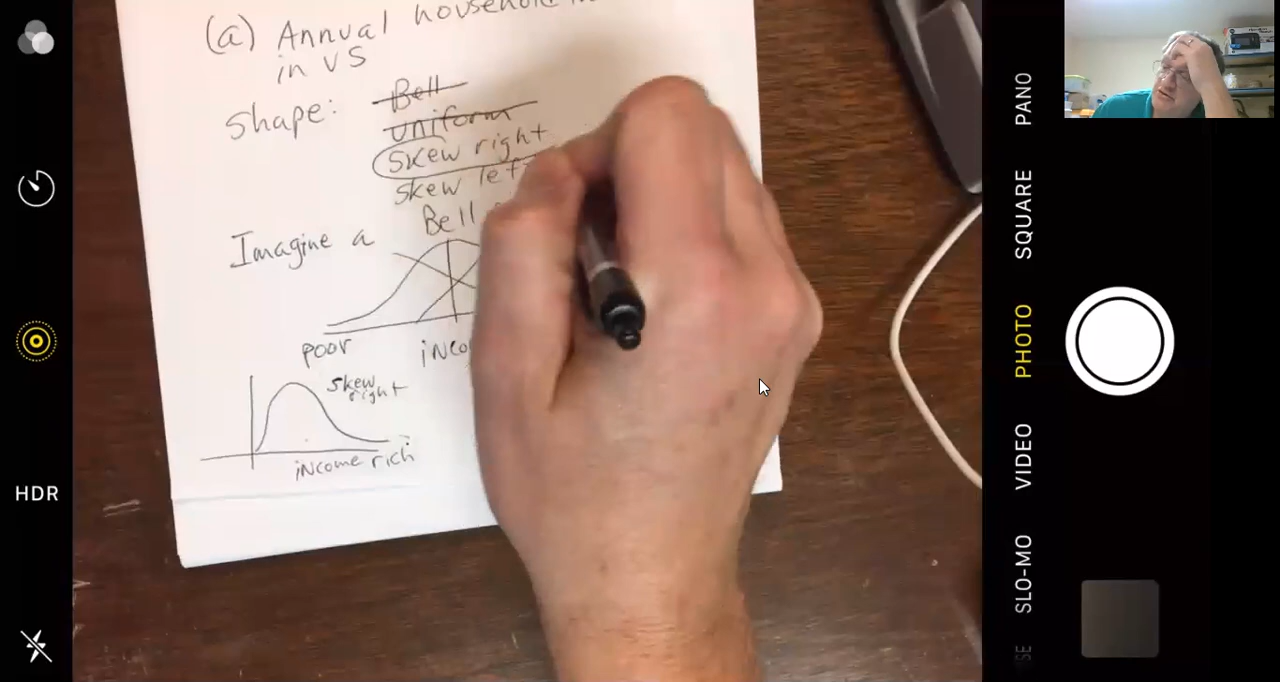 (a) Annual household
in US
Shape:
Bell
uniform
skew right
skew left
Imagine a Bell
poor
skew
right
income rich
HDR
PANO
SQUARE
PHOTO
VIDEO
SLO-MO
SE